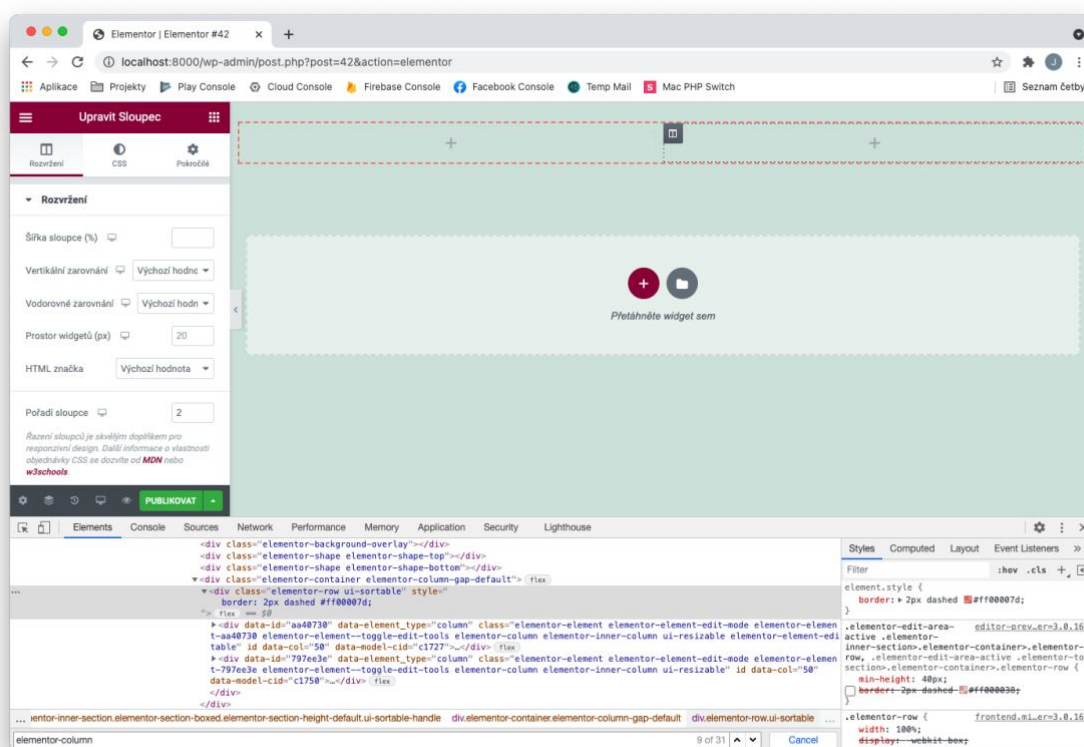 Elementor | Elementor #42
localhost:8000/wp-admin/post.php?post=42&action=elementor
J
Aplikace Projekty Play Console Cloud Console Firebase Console Facebook Console Temp Mail S Mac PHP Switch Seznam četby
Upravit Sloupec
Rozvržení CSS Pokročilé
Rozvržení
Šířka sloupce (%)
Vertikální zarovnání Výchozí hodnc
Vodorovné zarovnání Výchozí hodn
Prostor widgetů (px) 20
HTML značka Výchozí hodnota
Pořadí sloupce 2
Řazení sloupců je skvělým doplňkem pro
responzivní design. Další informace o vlastnosti
objednávky CSS se dozvíte od MDN nebo
w3schools.
PUBLIKOVAT
Přetáhněte widget sem
Elements Console Sources Network Performance Memory Application Security Lighthouse
<div class="elementor-background-overlay"></div>
<div class="elementor-shape elementor-shape-top"></div>
<div class="elementor-shape elementor-shape-bottom"></div>
<div class="elementor-container elementor-column-gap-default"> flex
<div class="elementor-row ui-sortable" style="
border: 2px dashed #ff00007d;
"> flex == $0
<div data-id="aa40730" data-element_type="column" class="elementor-element elementor-element-edit-mode elementor-elemen
t-aa40730 elementor-element--toggle-edit-tools elementor-column elementor-inner-column ui-resizable elementor-element-edi
table" id data-col="50" data-model-cid="c1727">…</div> flex
<div data-id="797ee3e" data-element_type="column" class="elementor-element elementor-element-edit-mode elementor-elemen
t-797ee3e elementor-element--toggle-edit-tools elementor-column elementor-inner-column ui-resizable" id data-col="50"
data-model-cid="c1750">…</div> flex
</div>
</div>
... ientor-inner-section.elementor-section-boxed.elementor-section-height-default.ui-sortable-handle div.elementor-container.elementor-column-gap-default div.elementor-row.ui-sortable ...
elementor-column 9 of 31 Cancel
Styles Computed Layout Event Listeners »
Filter :hov .cls +
element.style {
border: 2px dashed #ff00007d;
}
.elementor-edit-area- editor-prev…er=3.0.16
active .elementor-
inner-section>.elementor-container>.elementor-
row, .elementor-edit-area-active .elementor-to
section>.elementor-container>.elementor-row {
min-height: 40px;
border: 2px dashed #ff000038;
}
.elementor-row { frontend.mi…er=3.0.16
width: 100%;
display: -webkit-box;